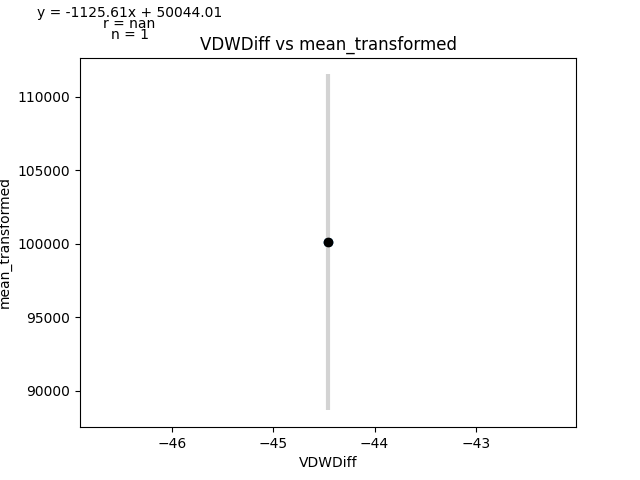 y = -1125.61x + 50044.01
r = nan
n = 1
VDWDiff vs mean_transformed
110000
105000
100000
95000
90000
mean_transformed
−46
−45
−44
−43
VDWDiff